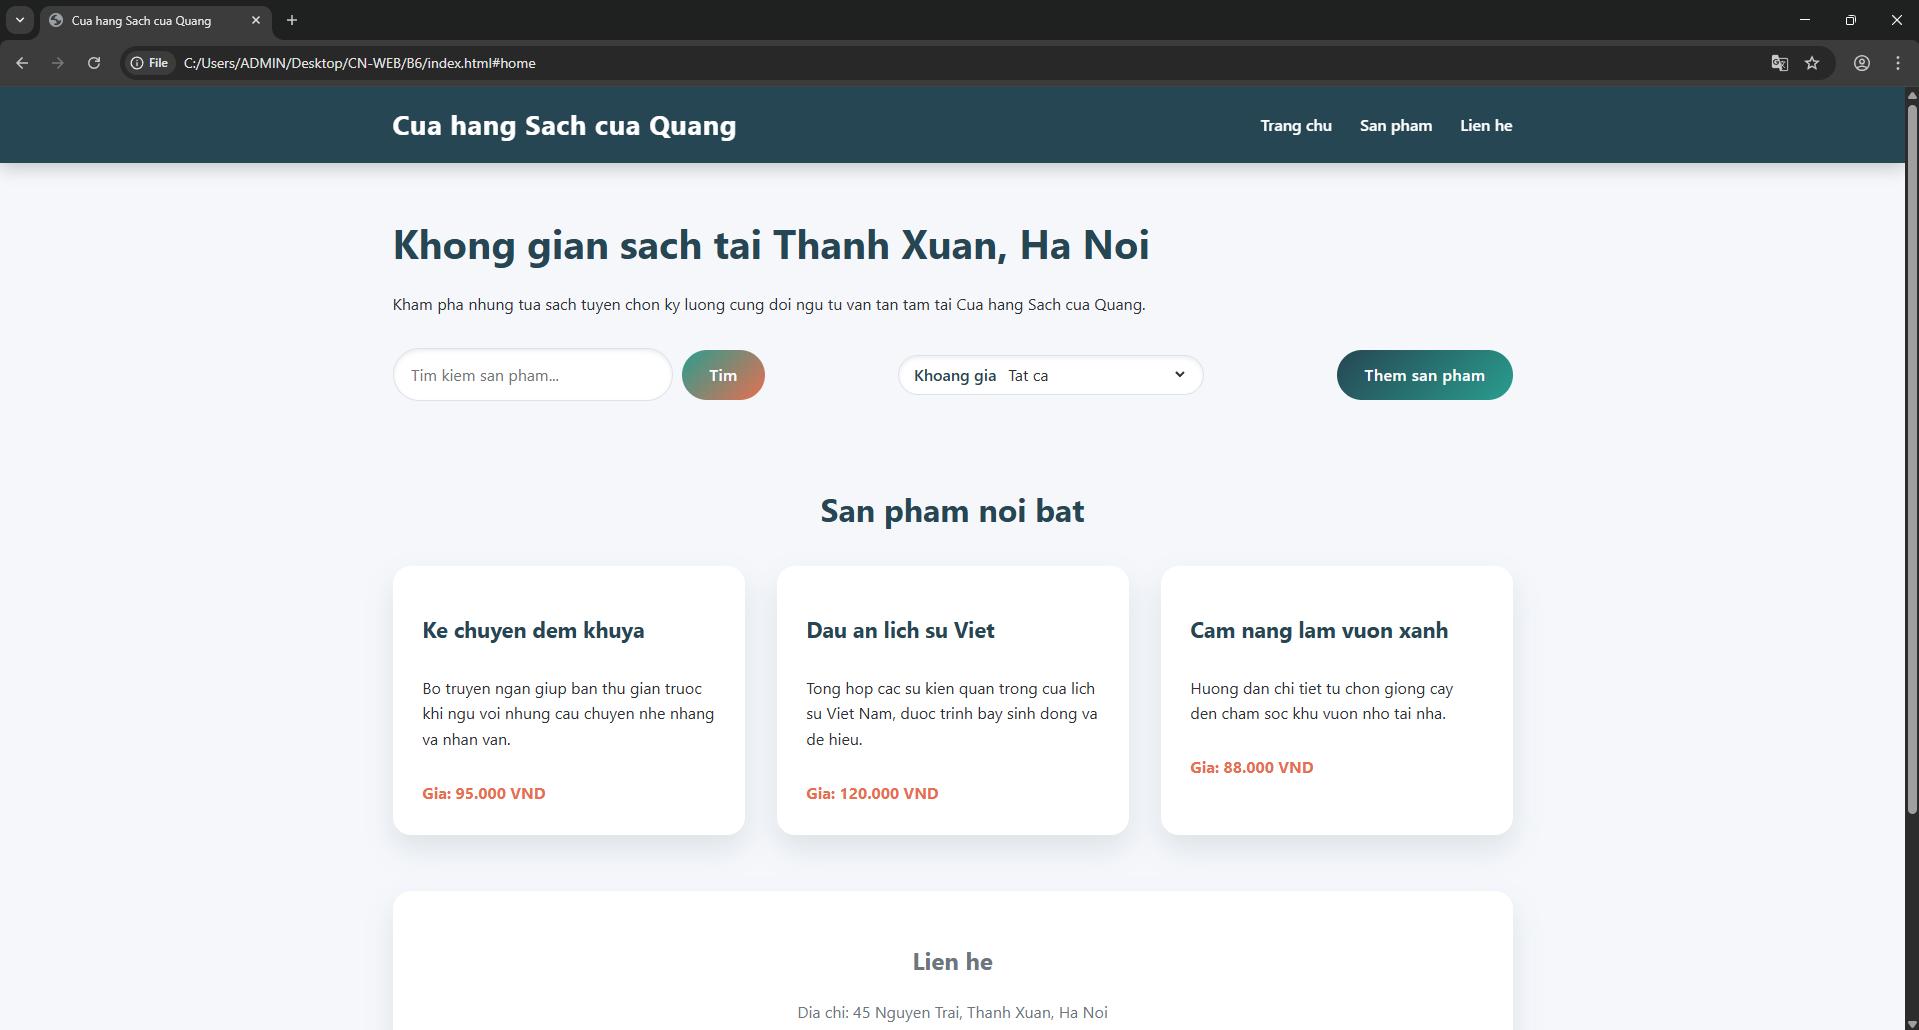 Cua hang Sach cua Quang
File C:/Users/ADMIN/Desktop/CN-WEB/B6/index.html#home
Cua hang Sach cua Quang
Trang chu San pham Lien he
Khong gian sach tai Thanh Xuan, Ha Noi
Kham pha nhung tua sach tuyen chon ky luong cung doi ngu tu van tan tam tai Cua hang Sach cua Quang.
Tim kiem san pham... Tim Khoang gia Tat ca Them san pham
San pham noi bat
Ke chuyen dem khuya
Bo truyen ngan giup ban thu gian truoc
khi ngu voi nhung cau chuyen nhe nhang
va nhan van.
Gia: 95.000 VND
Dau an lich su Viet
Tong hop cac su kien quan trong cua lich
su Viet Nam, duoc trinh bay sinh dong va
de hieu.
Gia: 120.000 VND
Cam nang lam vuon xanh
Huong dan chi tiet tu chon giong cay
den cham soc khu vuon nho tai nha.
Gia: 88.000 VND
Lien he
Dia chi: 45 Nguyen Trai, Thanh Xuan, Ha Noi